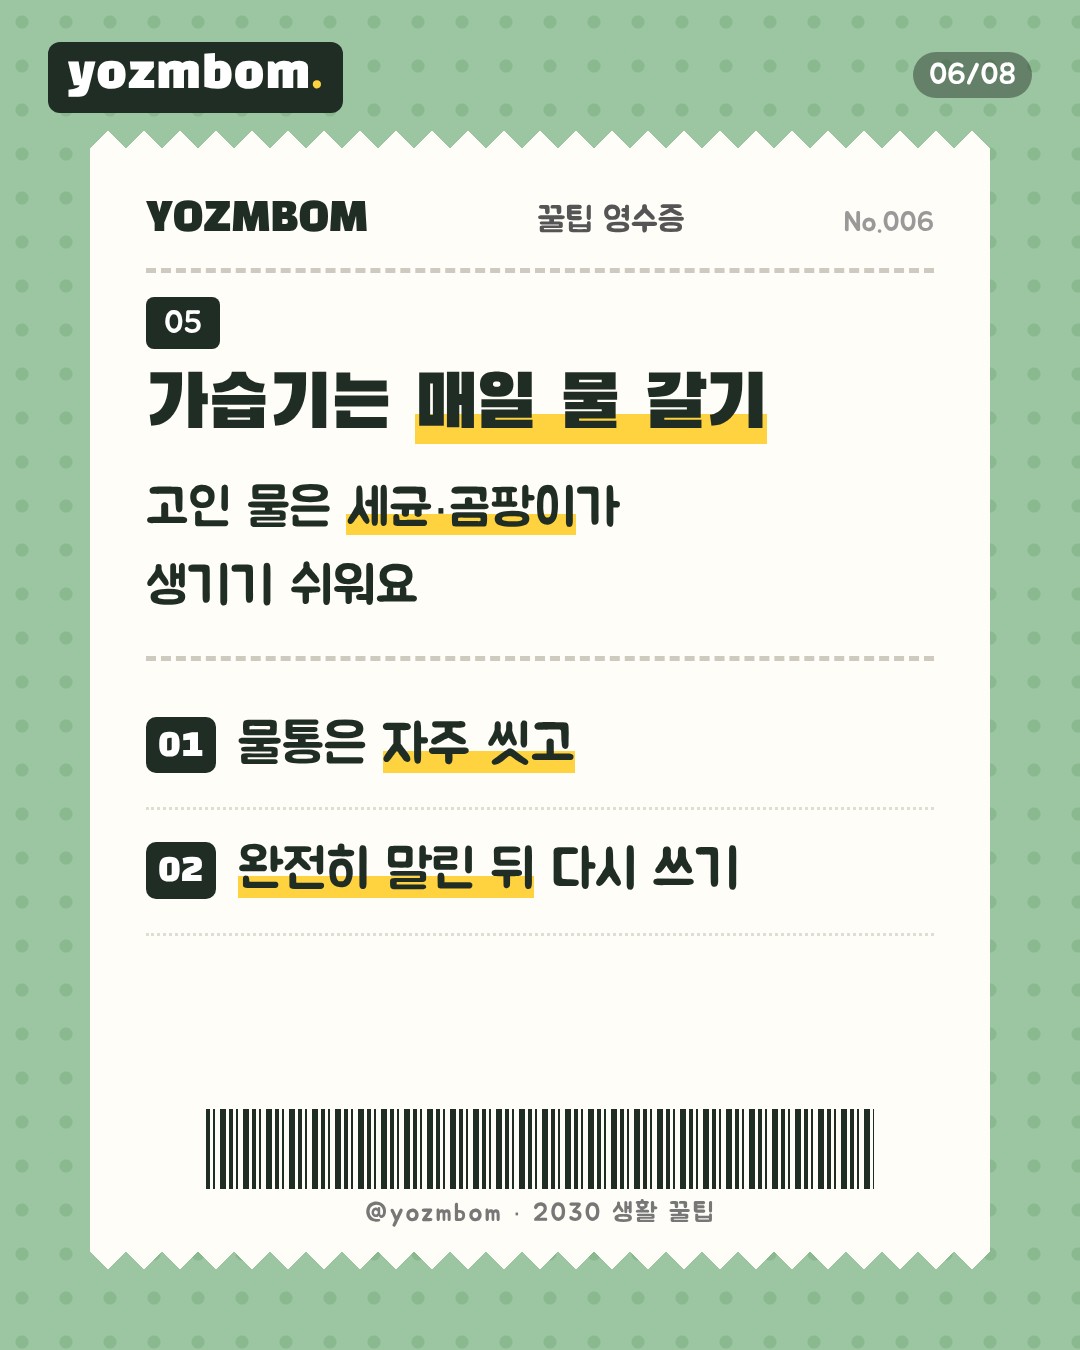 yozmbom.
06/08
YOZMBOM
꿀팁 영수증
No.006
05
가습기는 매일 물 갈기
고인 물은 세균·곰팡이가
생기기 쉬워요
01 물통은 자주 씻고
02 완전히 말린 뒤 다시 쓰기
@yozmbom · 2030 생활 꿀팁